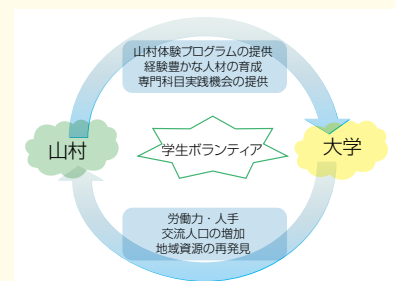 山村体験プログラムの提供
経験豊かな人材の育成
専門科目実践機会の提供
山村
学生ボランティア
大学
労働力・人手
交流人口の増加
地域資源の再発見